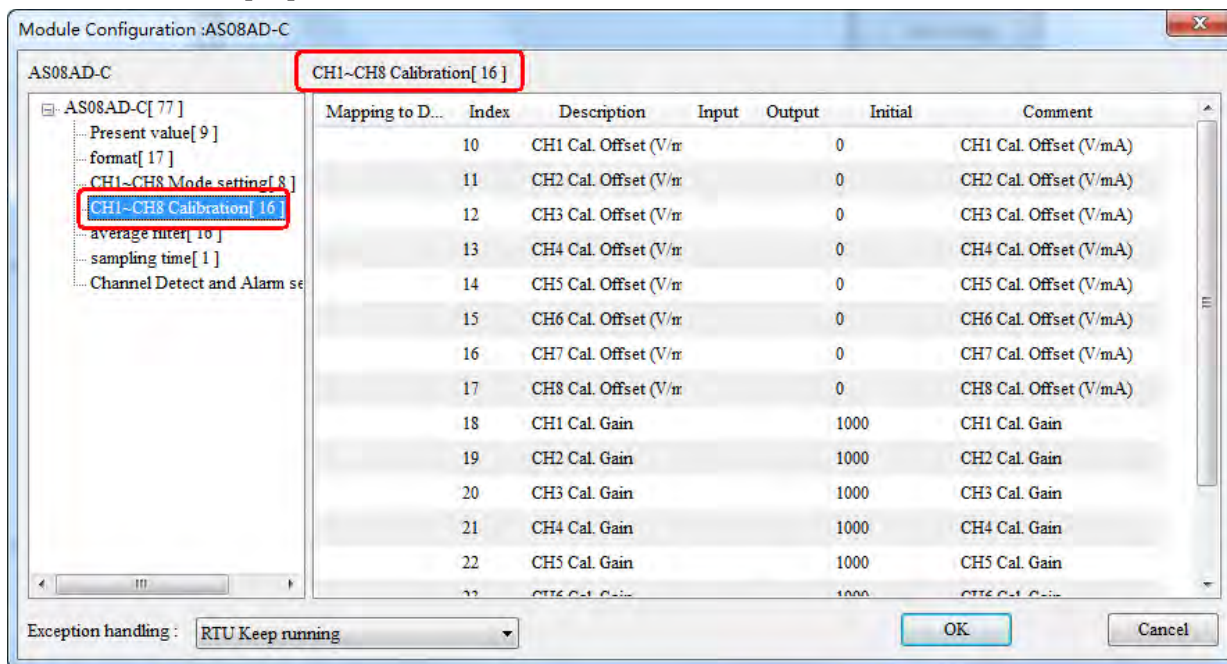 Module Configuration :AS08AD-C
AS08AD-C
CH1~CH8 Calibration[ 16 ]
AS08AD-C[ 77 ]
Present value[ 9 ]
format[ 17 ]
CH1~CH8 Mode setting[ 8 ]
CH1~CH8 Calibration[ 16 ]
average filter[ 16 ]
sampling time[ 1 ]
Channel Detect and Alarm se
Mapping to D... Index Description Input Output Initial Comment
10 CH1 Cal. Offset (V/m 0 CH1 Cal. Offset (V/mA)
11 CH2 Cal. Offset (V/m 0 CH2 Cal. Offset (V/mA)
12 CH3 Cal. Offset (V/m 0 CH3 Cal. Offset (V/mA)
13 CH4 Cal. Offset (V/m 0 CH4 Cal. Offset (V/mA)
14 CH5 Cal. Offset (V/m 0 CH5 Cal. Offset (V/mA)
15 CH6 Cal. Offset (V/m 0 CH6 Cal. Offset (V/mA)
16 CH7 Cal. Offset (V/m 0 CH7 Cal. Offset (V/mA)
17 CH8 Cal. Offset (V/m 0 CH8 Cal. Offset (V/mA)
18 CH1 Cal. Gain 1000 CH1 Cal. Gain
19 CH2 Cal. Gain 1000 CH2 Cal. Gain
20 CH3 Cal. Gain 1000 CH3 Cal. Gain
21 CH4 Cal. Gain 1000 CH4 Cal. Gain
22 CH5 Cal. Gain 1000 CH5 Cal. Gain
23 CH6 Cal. Gain 1000 CH6 Cal. Gain
Exception handling : RTU Keep running
OK
Cancel